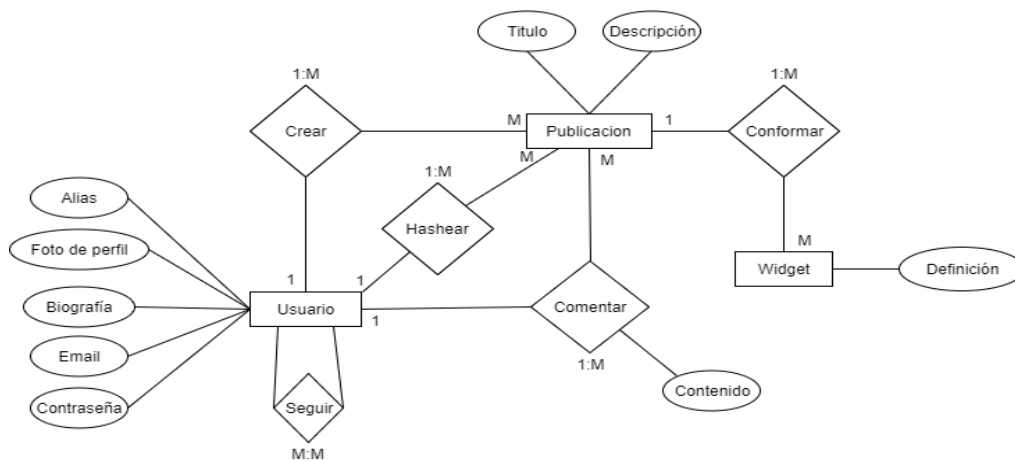 Titulo
Descripción
1:M
1:M
Crear
M
Publicacion
1
Conformar
M
M
1:M
Alias
Hashear
Foto de perfil
M
Widget
Definición
1
1
Biografía
Usuario
1
Comentar
Email
1:M
Contenido
Contraseña
Seguir
M:M